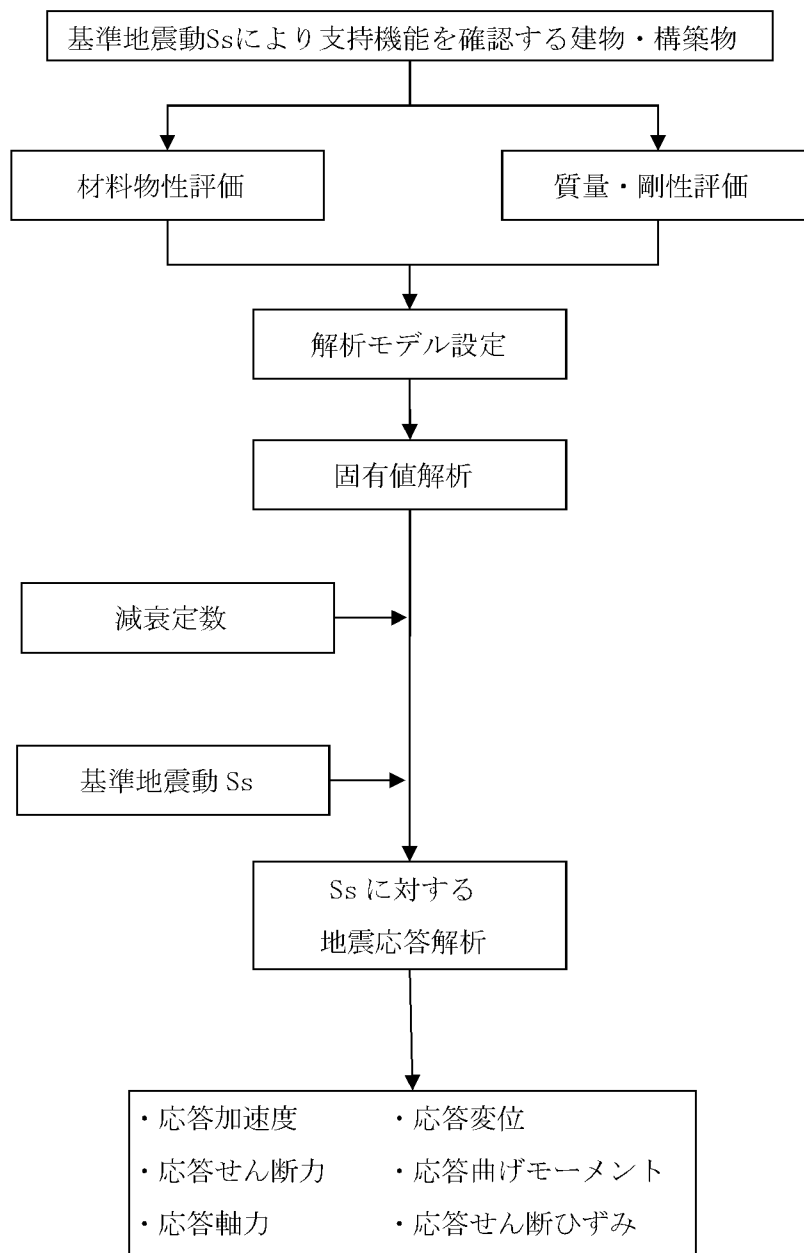 基準地震動Ssにより支持機能を確認する建物・構築物
材料物性評価
質量・剛性評価
解析モデル設定
固有値解析
減衰定数
基準地震動 Ss
Ss に対する
地震応答解析
・応答加速度 ・応答変位
・応答せん断力 ・応答曲げモーメント
・応答軸力 ・応答せん断ひずみ